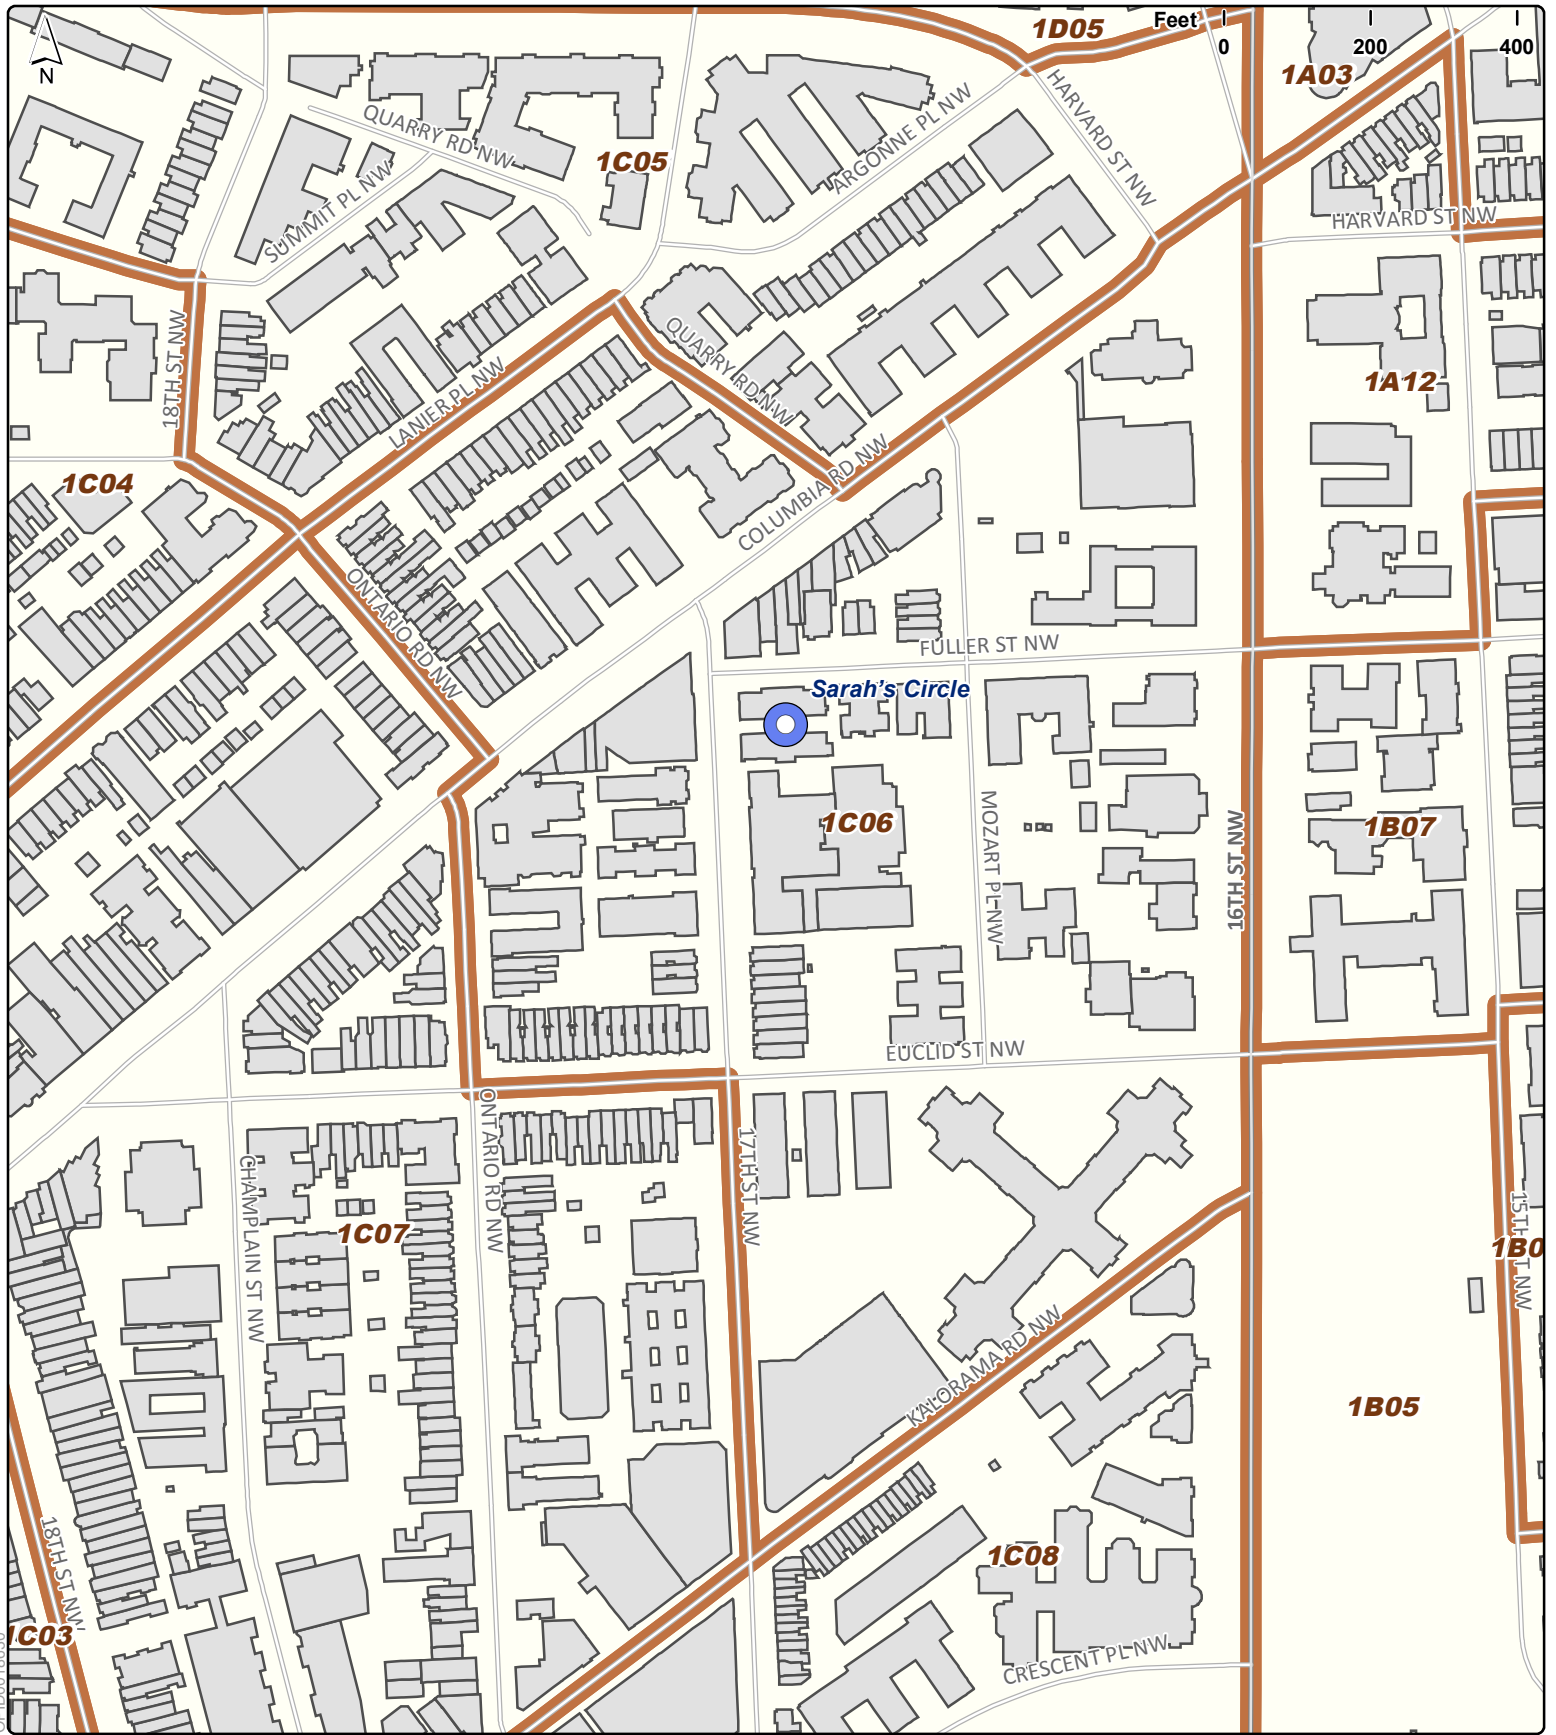 1D05
Feet
0
200
400
N
1A03
QUARRY RD NW
1C05
ARGONNE PL NW
HARVARD ST NW
SUMMIT PL NW
HARVARD ST NW
18TH ST NW
QUARRY RD NW
1A12
LANIER PL NW
1C04
COLUMBIA RD NW
ONTARIO RD NW
FULLER ST NW
Sarah's Circle
MOZART PL NW
1C06
16TH ST NW
1B07
EUCLID ST NW
ONTARIO RD NW
17TH ST NW
CHAMPLAIN ST NW
1C07
15TH ST NW
1B0
KALORAMA RD NW
1B05
18TH ST NW
1C08
1C03
CRESCENT PL NW